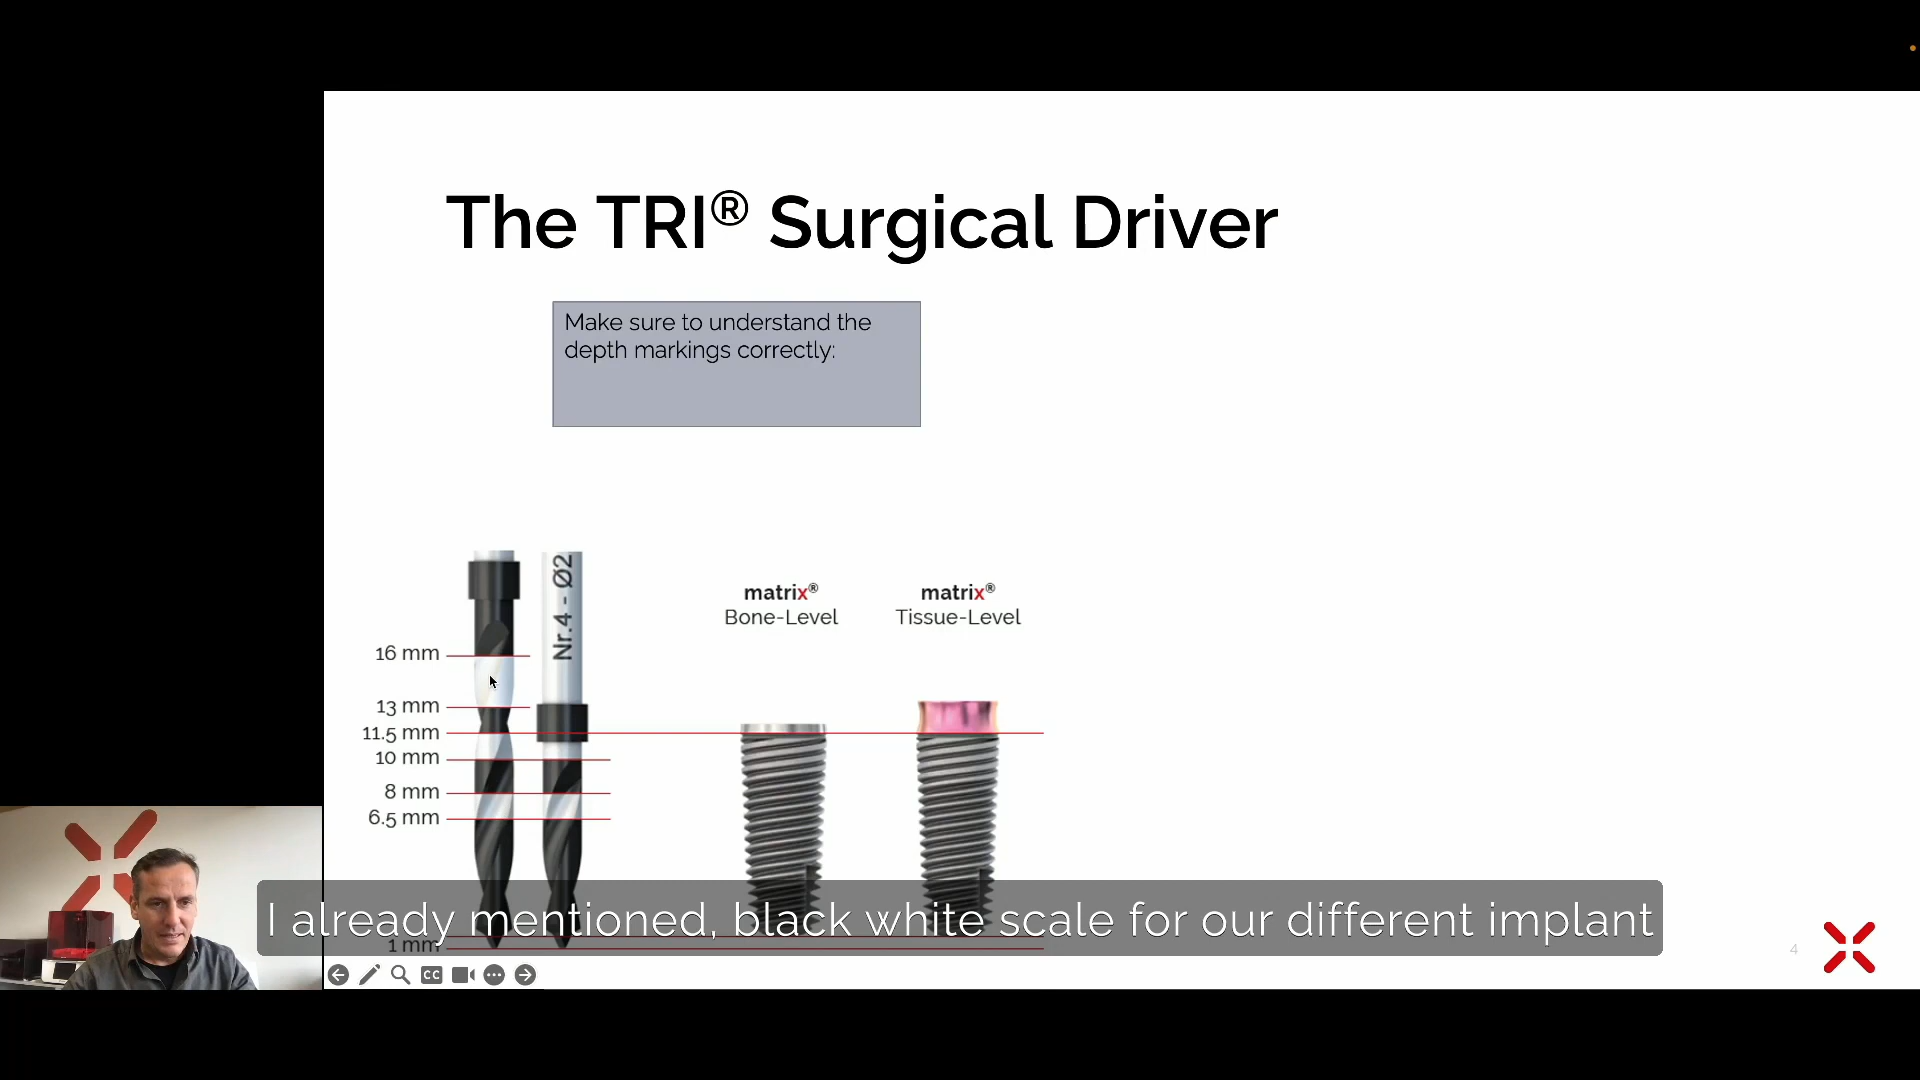 The TRI® Surgical Driver
Make sure to understand the
depth markings correctly:
Nr.4 - Ø2
matrix®
Bone-Level
matrix®
Tissue-Level
16 mm
13 mm
11.5 mm
10 mm
8 mm
6.5 mm
I already mentioned, black white scale for our different implant
1 mm
4
CC